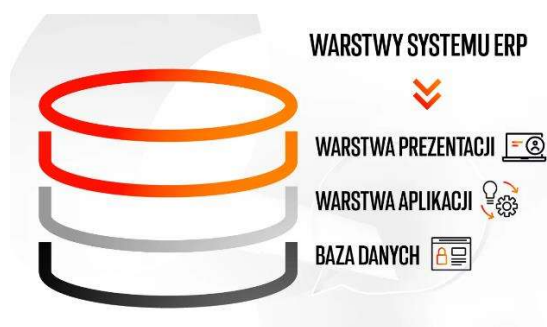 WARSTWY SYSTEMU ERP
WARSTWA PREZENTACJI
WARSTWA APLIKACJI
BAZA DANYCH